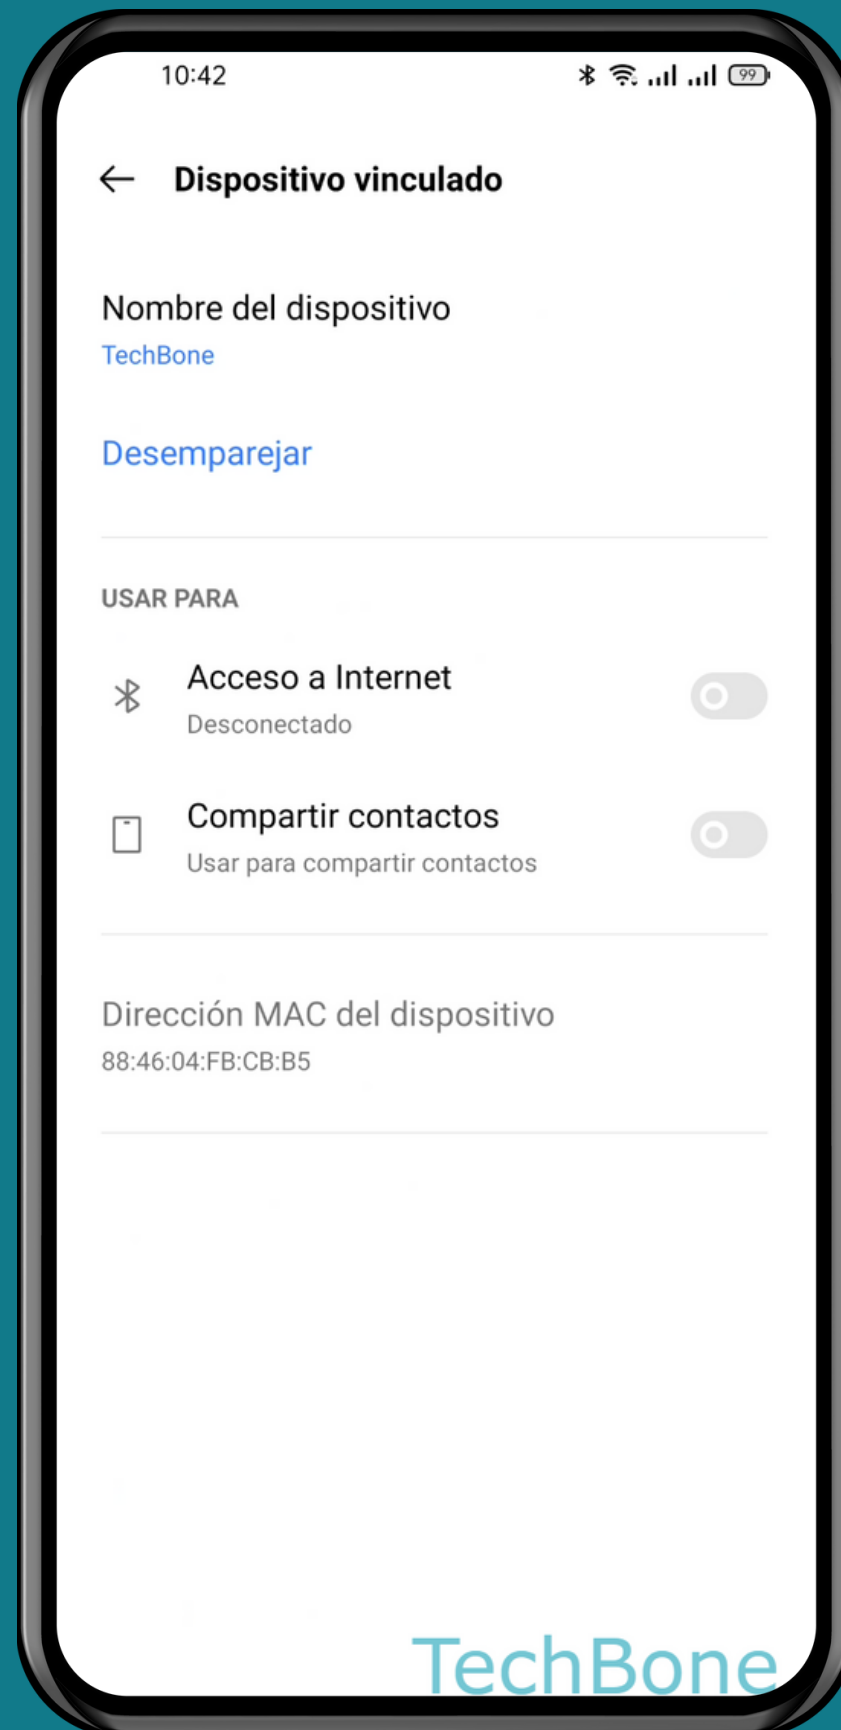 10:42
99
Dispositivo vinculado
Nombre del dispositivo
TechBone
Desemparejar
USAR PARA
Acceso a Internet
Desconectado
Compartir contactos
Usar para compartir contactos
Dirección MAC del dispositivo
88:46:04:FB:CB:B5
TechBone